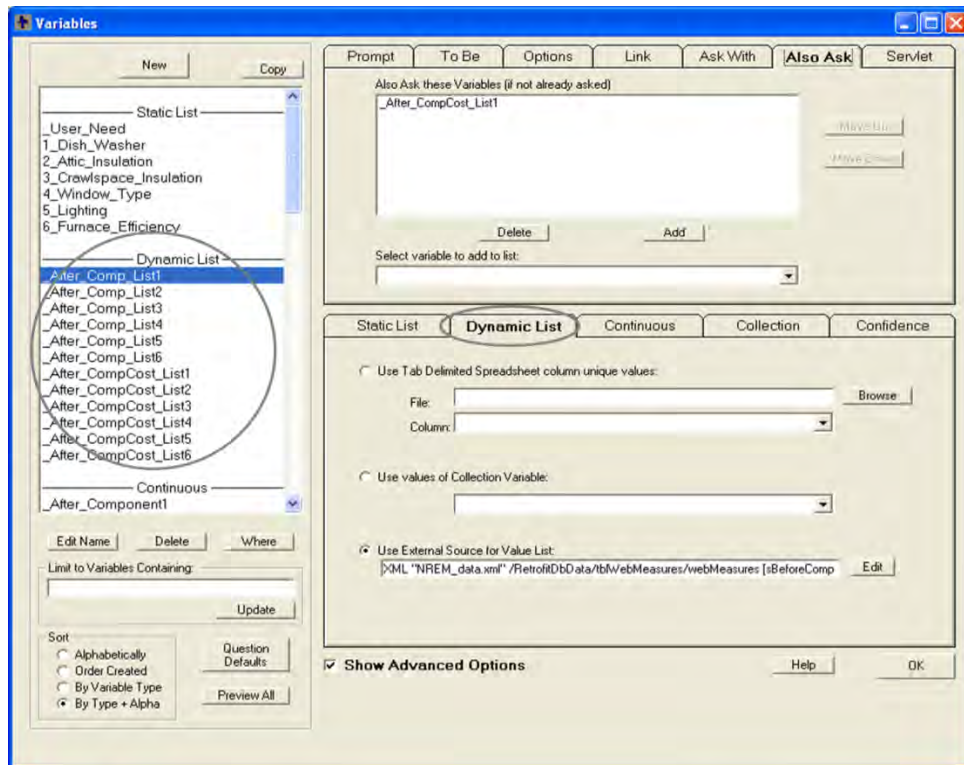 Variables
New
Copy
Static List
_User_Need
1_Dish_Washer
2_Attic_Insulation
3_Crawlspace_Insulation
4_Window_Type
5_Lighting
6_Furnace_Efficiency
Dynamic List
_After_Comp_List1
_After_Comp_List2
_After_Comp_List3
_After_Comp_List4
_After_Comp_List5
_After_Comp_List6
_After_CompCost_List1
_After_CompCost_List2
_After_CompCost_List3
_After_CompCost_List4
_After_CompCost_List5
_After_CompCost_List6
Continuous
_After_Component1
Edit Name
Delete
Where
Limit to Variables Containing:
Update
Sort
Alphabetically
Order Created
By Variable Type
By Type + Alpha
Question Defaults
Preview All
Prompt
To Be
Options
Link
Ask With
Also Ask
Servlet
Also Ask these Variables (if not already asked)
_After_CompCost_List1
Move Up
Move Down
Delete
Add
Select variable to add to list:
Static List
Dynamic List
Continuous
Collection
Confidence
Use Tab Delimited Spreadsheet column unique values:
File:
Browse
Column:
Use values of Collection Variable:
Use External Source for Value List:
XML "NREM_data.xml" /RetrofitDbData/tblWebMeasures/webMeasures [sBeforeComp
Edit
Show Advanced Options
Help
OK